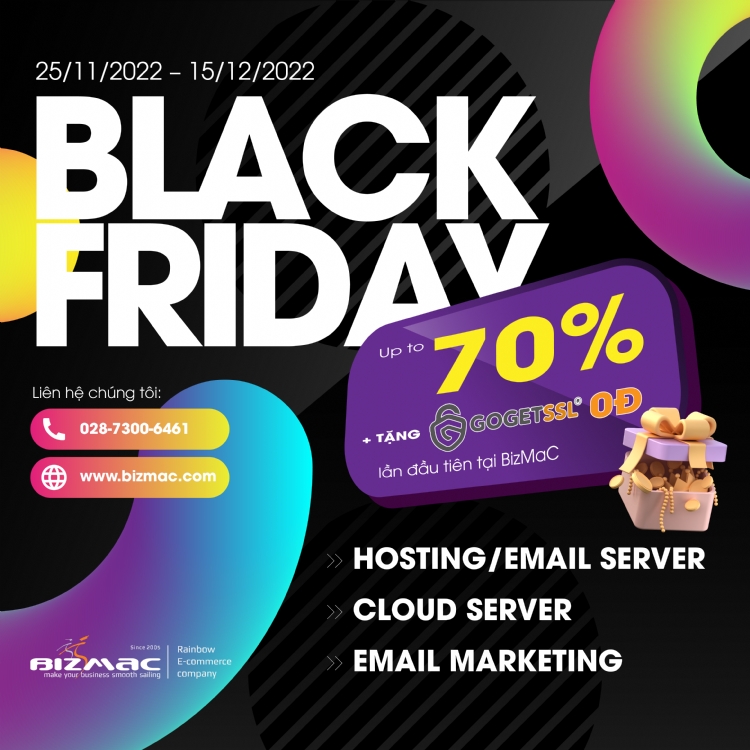 25/11/2022 – 15/12/2022
BLACK
FRIDAY
Up to 70%
+ TẶNG GOGETSSL® 0Đ
lần đầu tiên tại BizMaC
Liên hệ chúng tôi:
028-7300-6461
www.bizmac.com
>> HOSTING/EMAIL SERVER
>> CLOUD SERVER
>> EMAIL MARKETING
Since 2005
BIZMAC
make your business smooth sailing
Rainbow
E-commerce
company